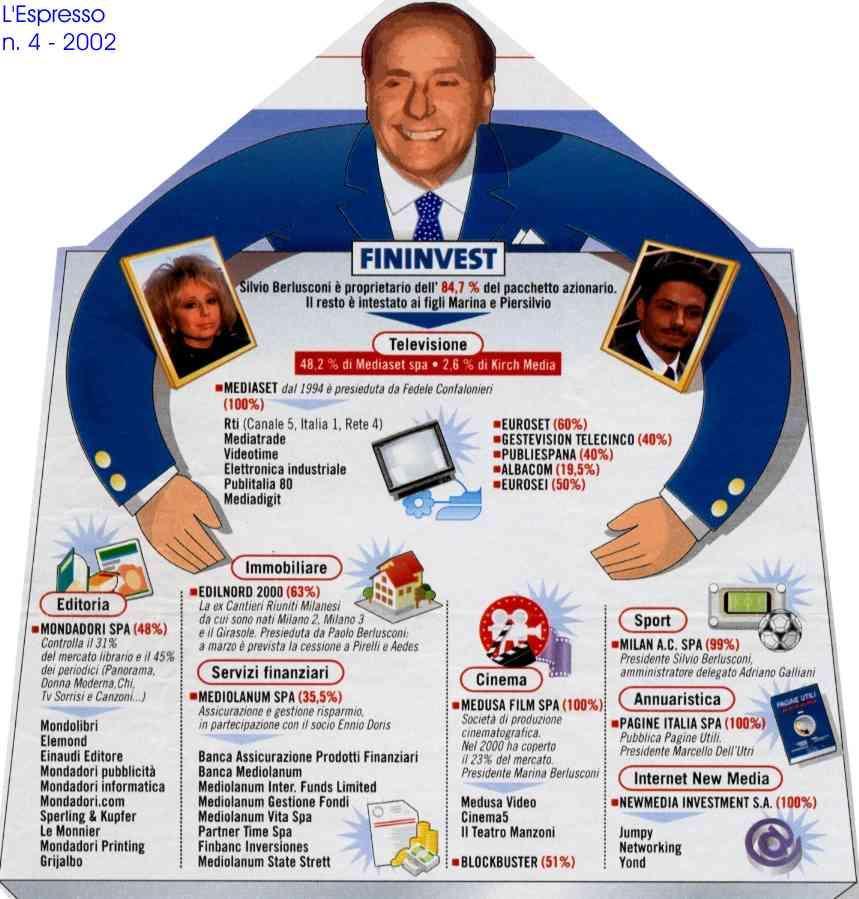 L'Espresso
n. 4 - 2002
FININVEST
Silvio Berlusconi è proprietario dell' 84,7 % del pacchetto azionario.
Il resto è intestato ai figli Marina e Piersilvio
Televisione
48,2 % di Mediaset spa • 2,6 % di Kirch Media
MEDIASET dal 1994 è presieduta da Fedele Confalonieri
(100%)
Rti (Canale 5, Italia 1, Rete 4)
Mediatrade
Videotime
Elettronica industriale
Publitalia 80
Mediadigit
EUROSET (60%)
GESTEVISION TELECINCO (40%)
PUBLIESPANA (40%)
ALBACOM (19,5%)
EUROSEI (50%)
Editoria
MONDADORI SPA (48%)
Controlla il 31%
del mercato librario e il 45%
dei periodici (Panorama,
Donna Moderna,Chi,
Tv Sorrisi e Canzoni...)
Mondolibri
Elemond
Einaudi Editore
Mondadori pubblicità
Mondadori informatica
Mondadori.com
Sperling & Kupfer
Le Monnier
Mondadori Printing
Grijalbo
Immobiliare
EDILNORD 2000 (63%)
La ex Cantieri Riuniti Milanesi
da cui sono nati Milano 2, Milano 3
e il Girasole. Presieduta da Paolo Berlusconi:
a marzo è prevista la cessione a Pirelli e Aedes
Servizi finanziari
MEDIOLANUM SPA (35,5%)
Assicurazione e gestione risparmio,
in partecipazione con il socio Ennio Doris
Banca Assicurazione Prodotti Finanziari
Banca Mediolanum
Mediolanum Inter. Funds Limited
Mediolanum Gestione Fondi
Mediolanum Vita Spa
Partner Time Spa
Finbanc Inversiones
Mediolanum State Strett
Cinema
MEDUSA FILM SPA (100%)
Società di produzione
cinematografica.
Nel 2000 ha coperto
il 23% del mercato.
Presidente Marina Berlusconi
Medusa Video
Cinema5
Il Teatro Manzoni
BLOCKBUSTER (51%)
Sport
MILAN A.C. SPA (99%)
Presidente Silvio Berlusconi,
amministratore delegato Adriano Galliani
Annuaristica
PAGINE ITALIA SPA (100%)
Pubblica Pagine Utili.
Presidente Marcello Dell'Utri
PAGINE UTILI
Internet New Media
NEWMEDIA INVESTMENT S.A. (100%)
Jumpy
Networking
Yond
@